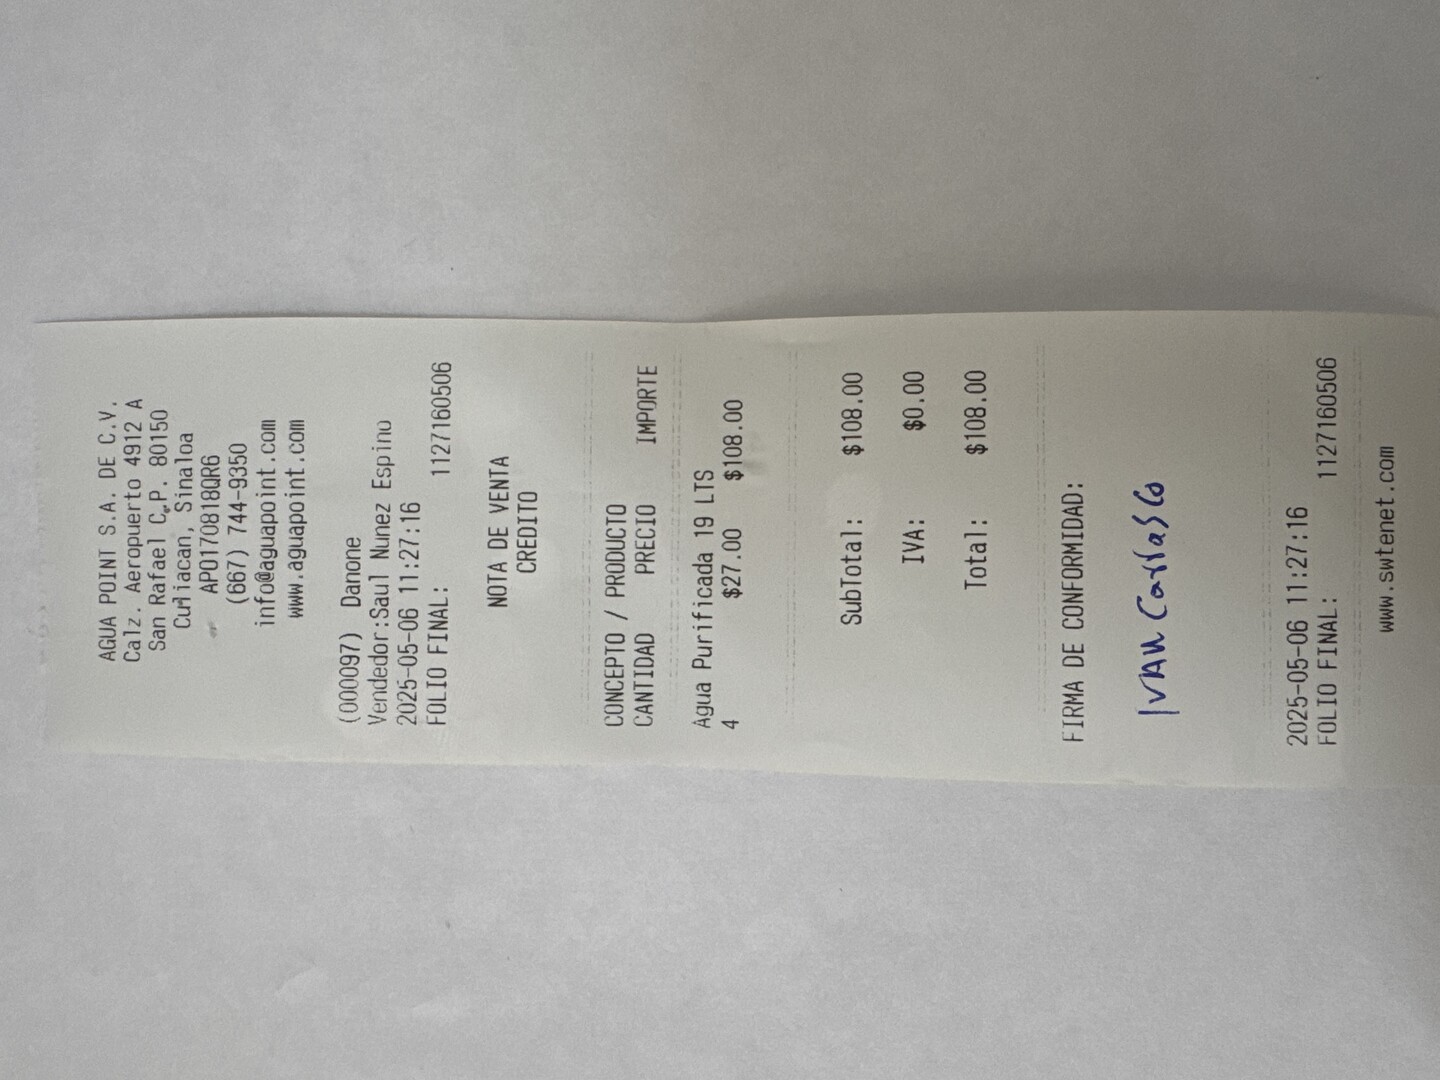 AGUA POINT S.A. DE C.V.
Calz. Aeropuerto 4912 A
San Rafael C.P. 80150
Culiacan, Sinaloa
APO170818QR6
(667) 744-9350
info@aguapoint.com
www.aguapoint.com
(000097) Danone
Vendedor:Saul Nunez Espino
2025-05-06 11:27:16
FOLIO FINAL: 1127160506
NOTA DE VENTA
CREDITO
CONCEPTO / PRODUCTO
CANTIDAD PRECIO IMPORTE
Agua Purificada 19 LTS
4 $27.00 $108.00
SubTotal: $108.00
IVA: $0.00
Total: $108.00
FIRMA DE CONFORMIDAD:
IVAN Carrasco
2025-05-06 11:27:16
FOLIO FINAL: 1127160506
www.swtenet.com